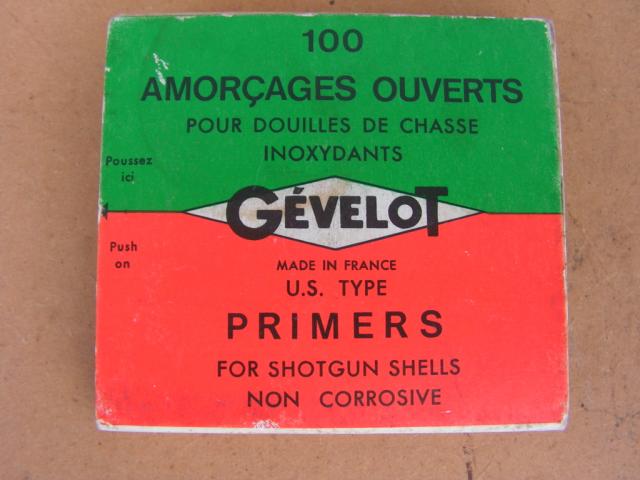 100
AMORÇAGES OUVERTS
POUR DOUILLES DE CHASSE
INOXYDANTS
Poussez
ici
GÉVELOT
Push
on
MADE IN FRANCE
U.S. TYPE
PRIMERS
FOR SHOTGUN SHELLS
NON CORROSIVE